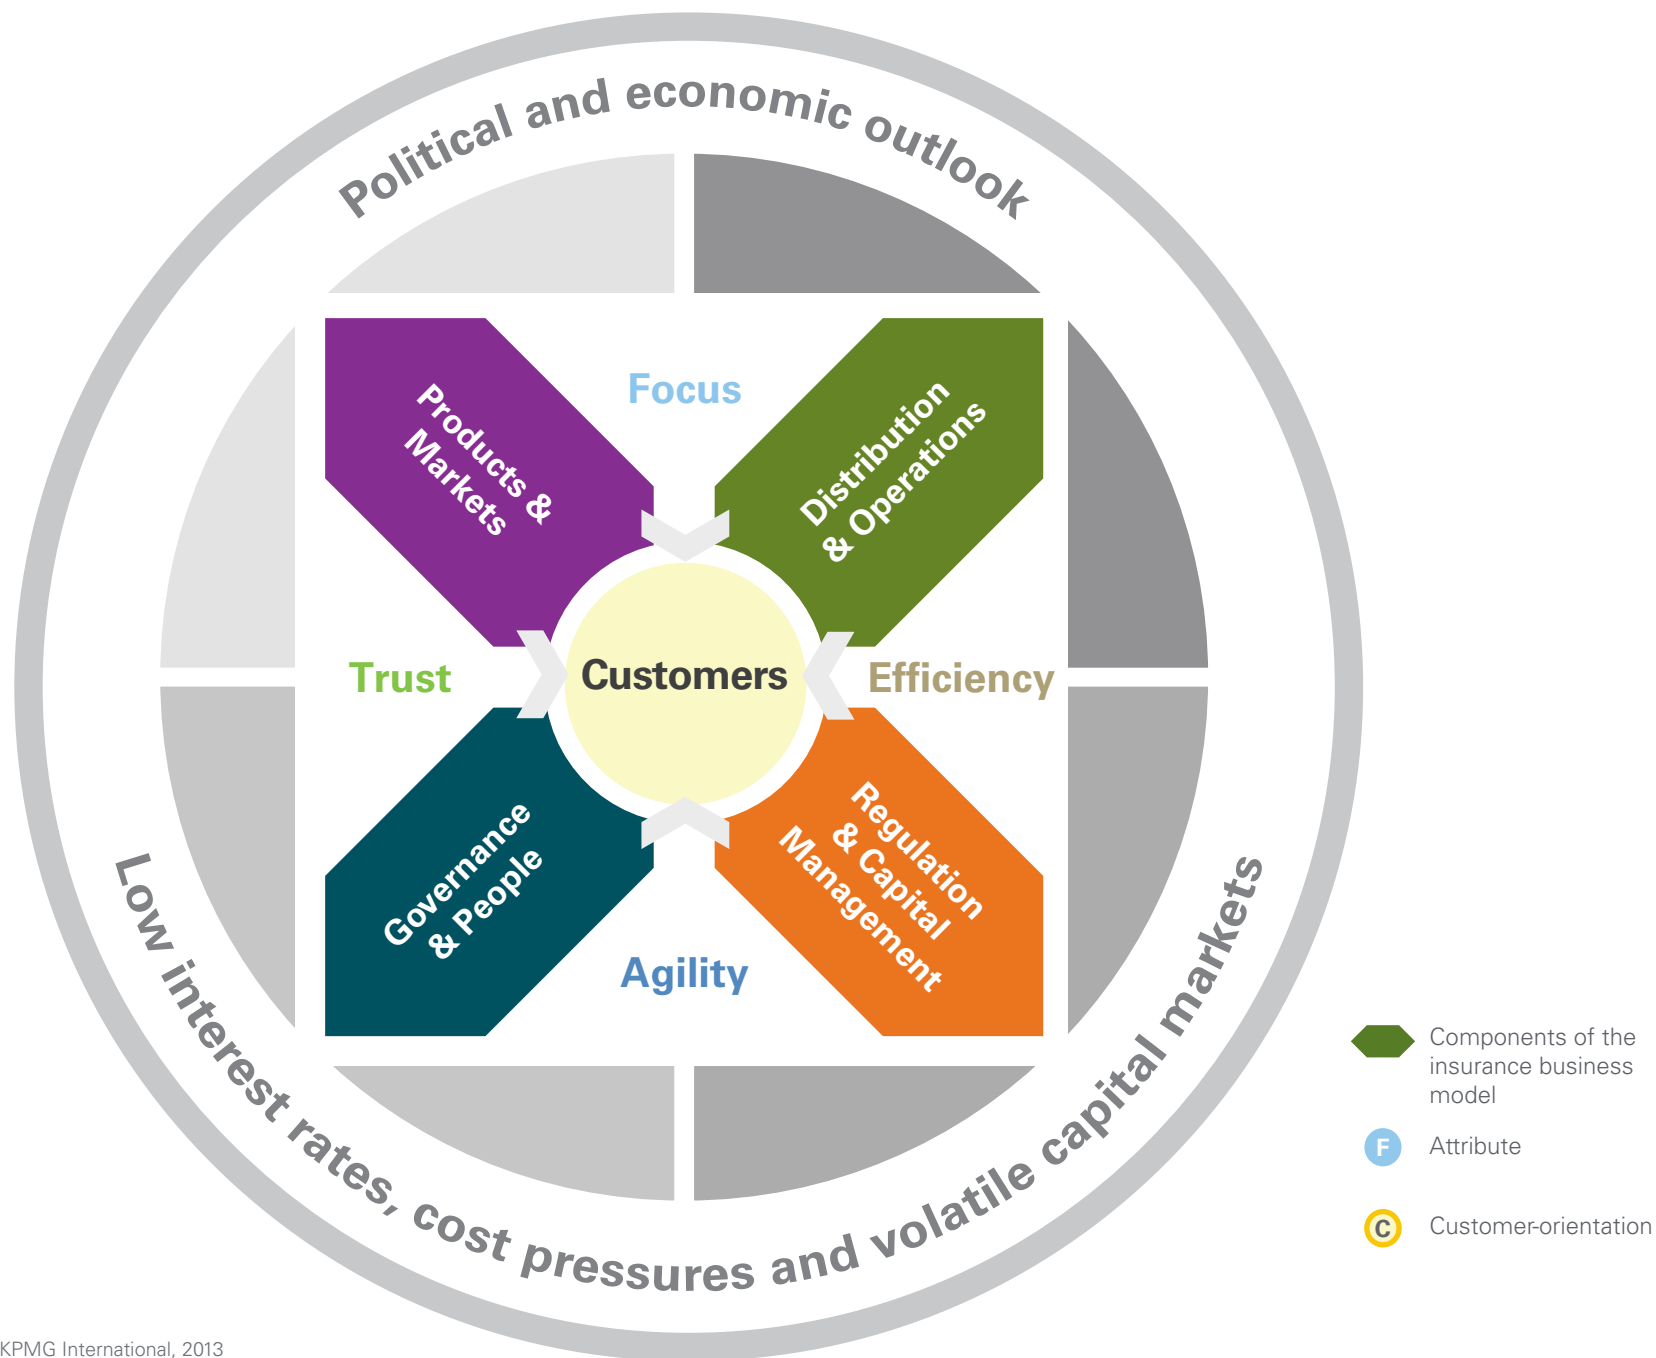 Political and economic outlook
Focus
Products &
Markets
Distribution
& Operations
Trust
Customers
Efficiency
Governance
& People
Regulation
& Capital
Management
Agility
Low interest rates, cost pressures and volatile capital markets
Components of the
insurance business
model
F
Attribute
C
Customer-orientation
KPMG International, 2013